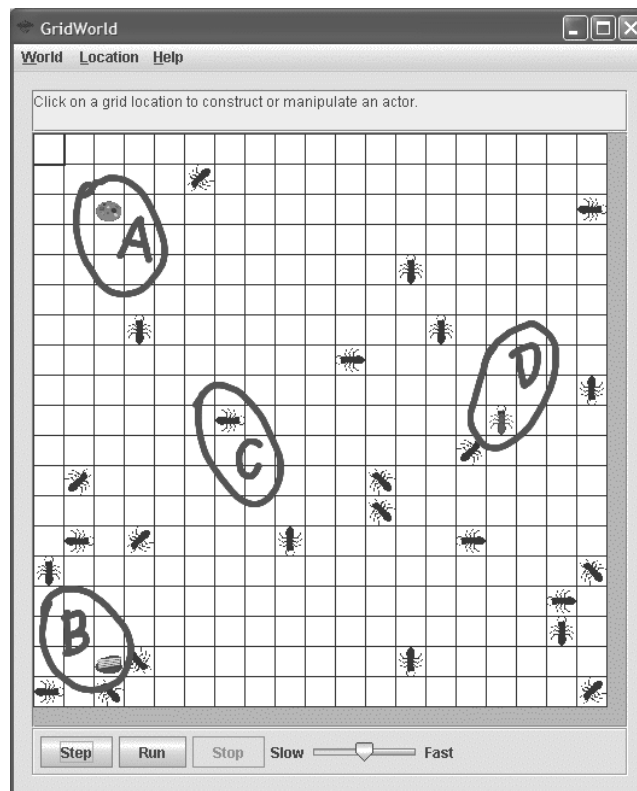 GridWorld
World Location Help
Click on a grid location to construct or manipulate an actor.
A
D
C
B
Step Run Stop Slow Fast